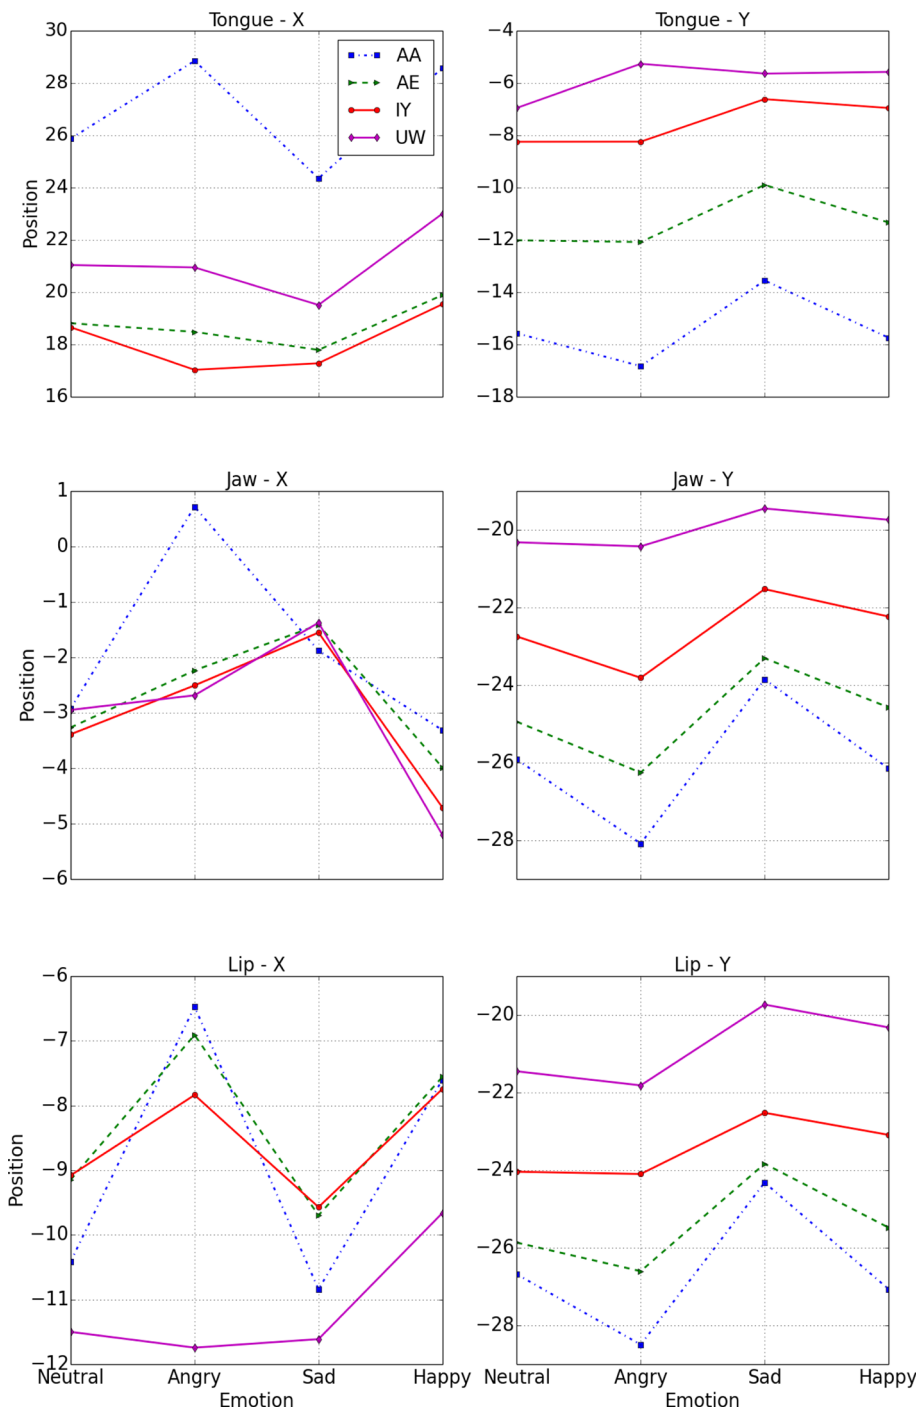 Tongue - X
Tongue - Y
30
28
26
24
22
20
18
16
Position
AA
AE
IY
UW
−4
−6
−8
−10
−12
−14
−16
−18
Jaw - X
Jaw - Y
1
0
−1
−2
−3
−4
−5
−6
Position
−20
−22
−24
−26
−28
Lip - X
Lip - Y
−6
−7
−8
−9
−10
−11
−12
Position
−20
−22
−24
−26
−28
Neutral Angry Sad Happy
Emotion
Neutral Angry Sad Happy
Emotion